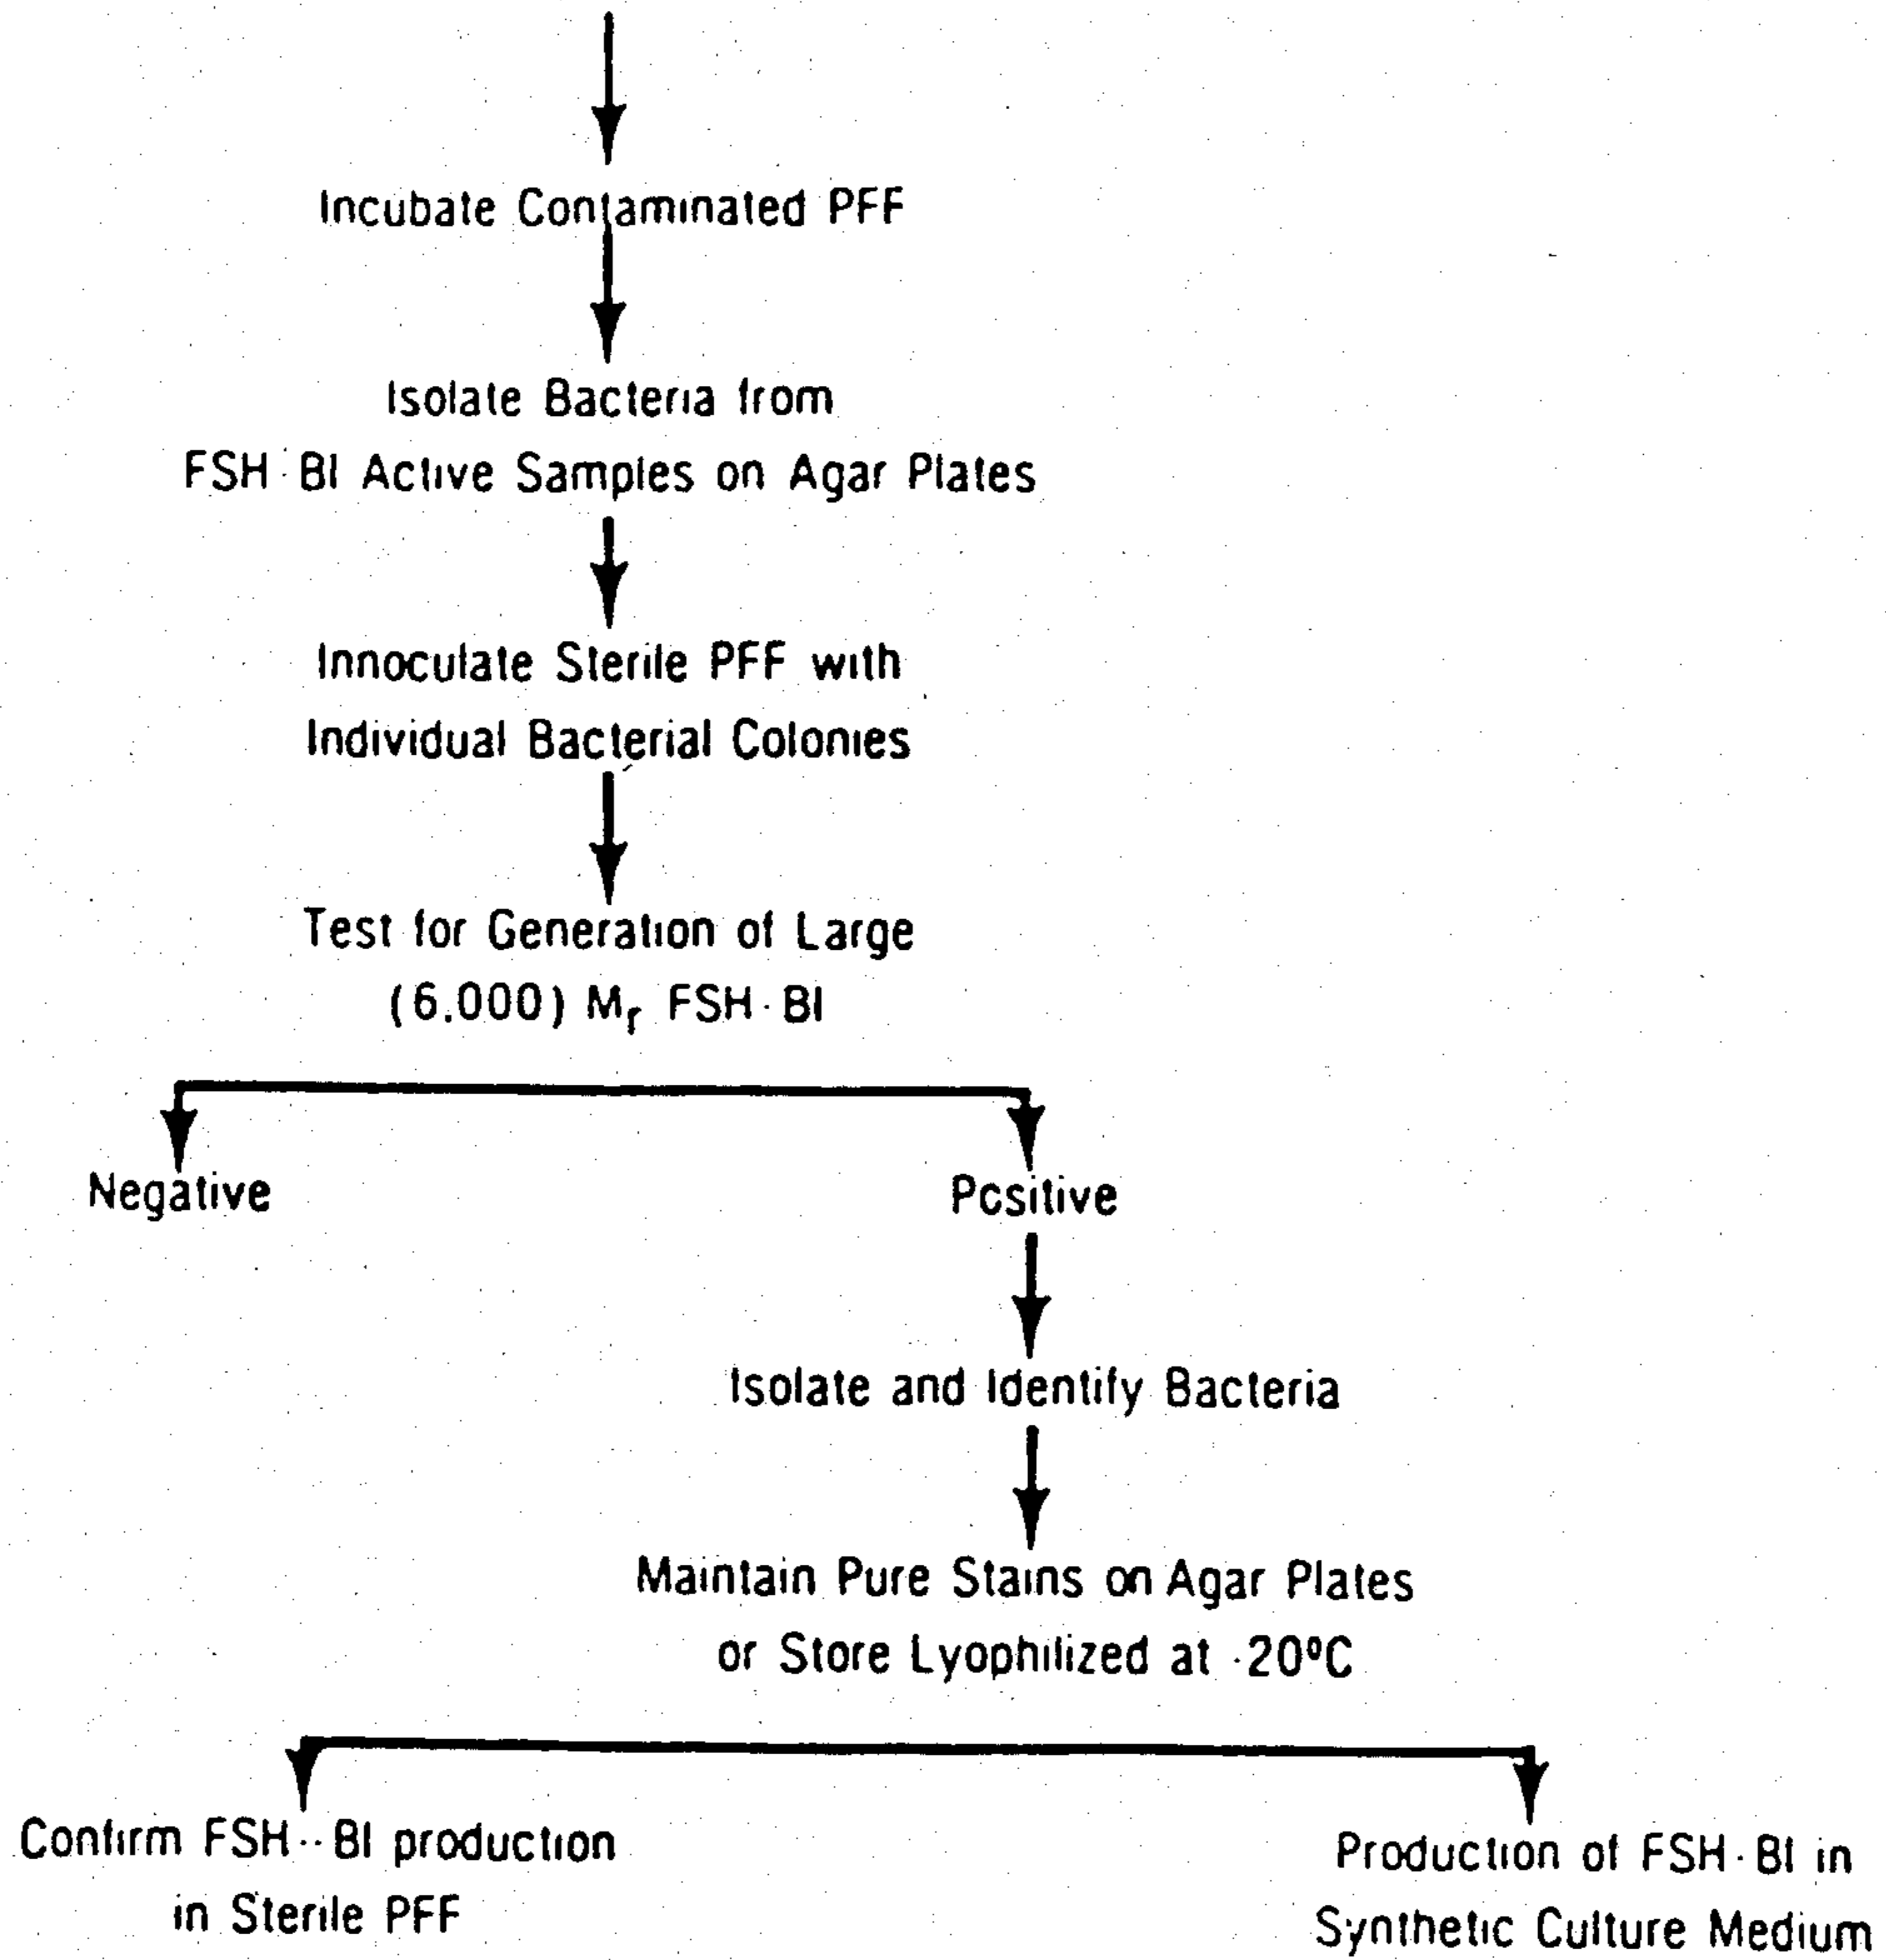 Incubate Contaminated PFF
Isolate Bacteria from
FSH·BI Active Samples on Agar Plates
Innoculate Sterile PFF with
Individual Bacterial Colonies
Test for Generation of Large
(6.000) Mr FSH·BI
Negative
Positive
Isolate and Identify Bacteria
Maintain Pure Stains on Agar Plates
or Store Lyophilized at -20°C
Confirm FSH-BI production
in Sterile PFF
Production of FSH·BI in
Synthetic Culture Medium